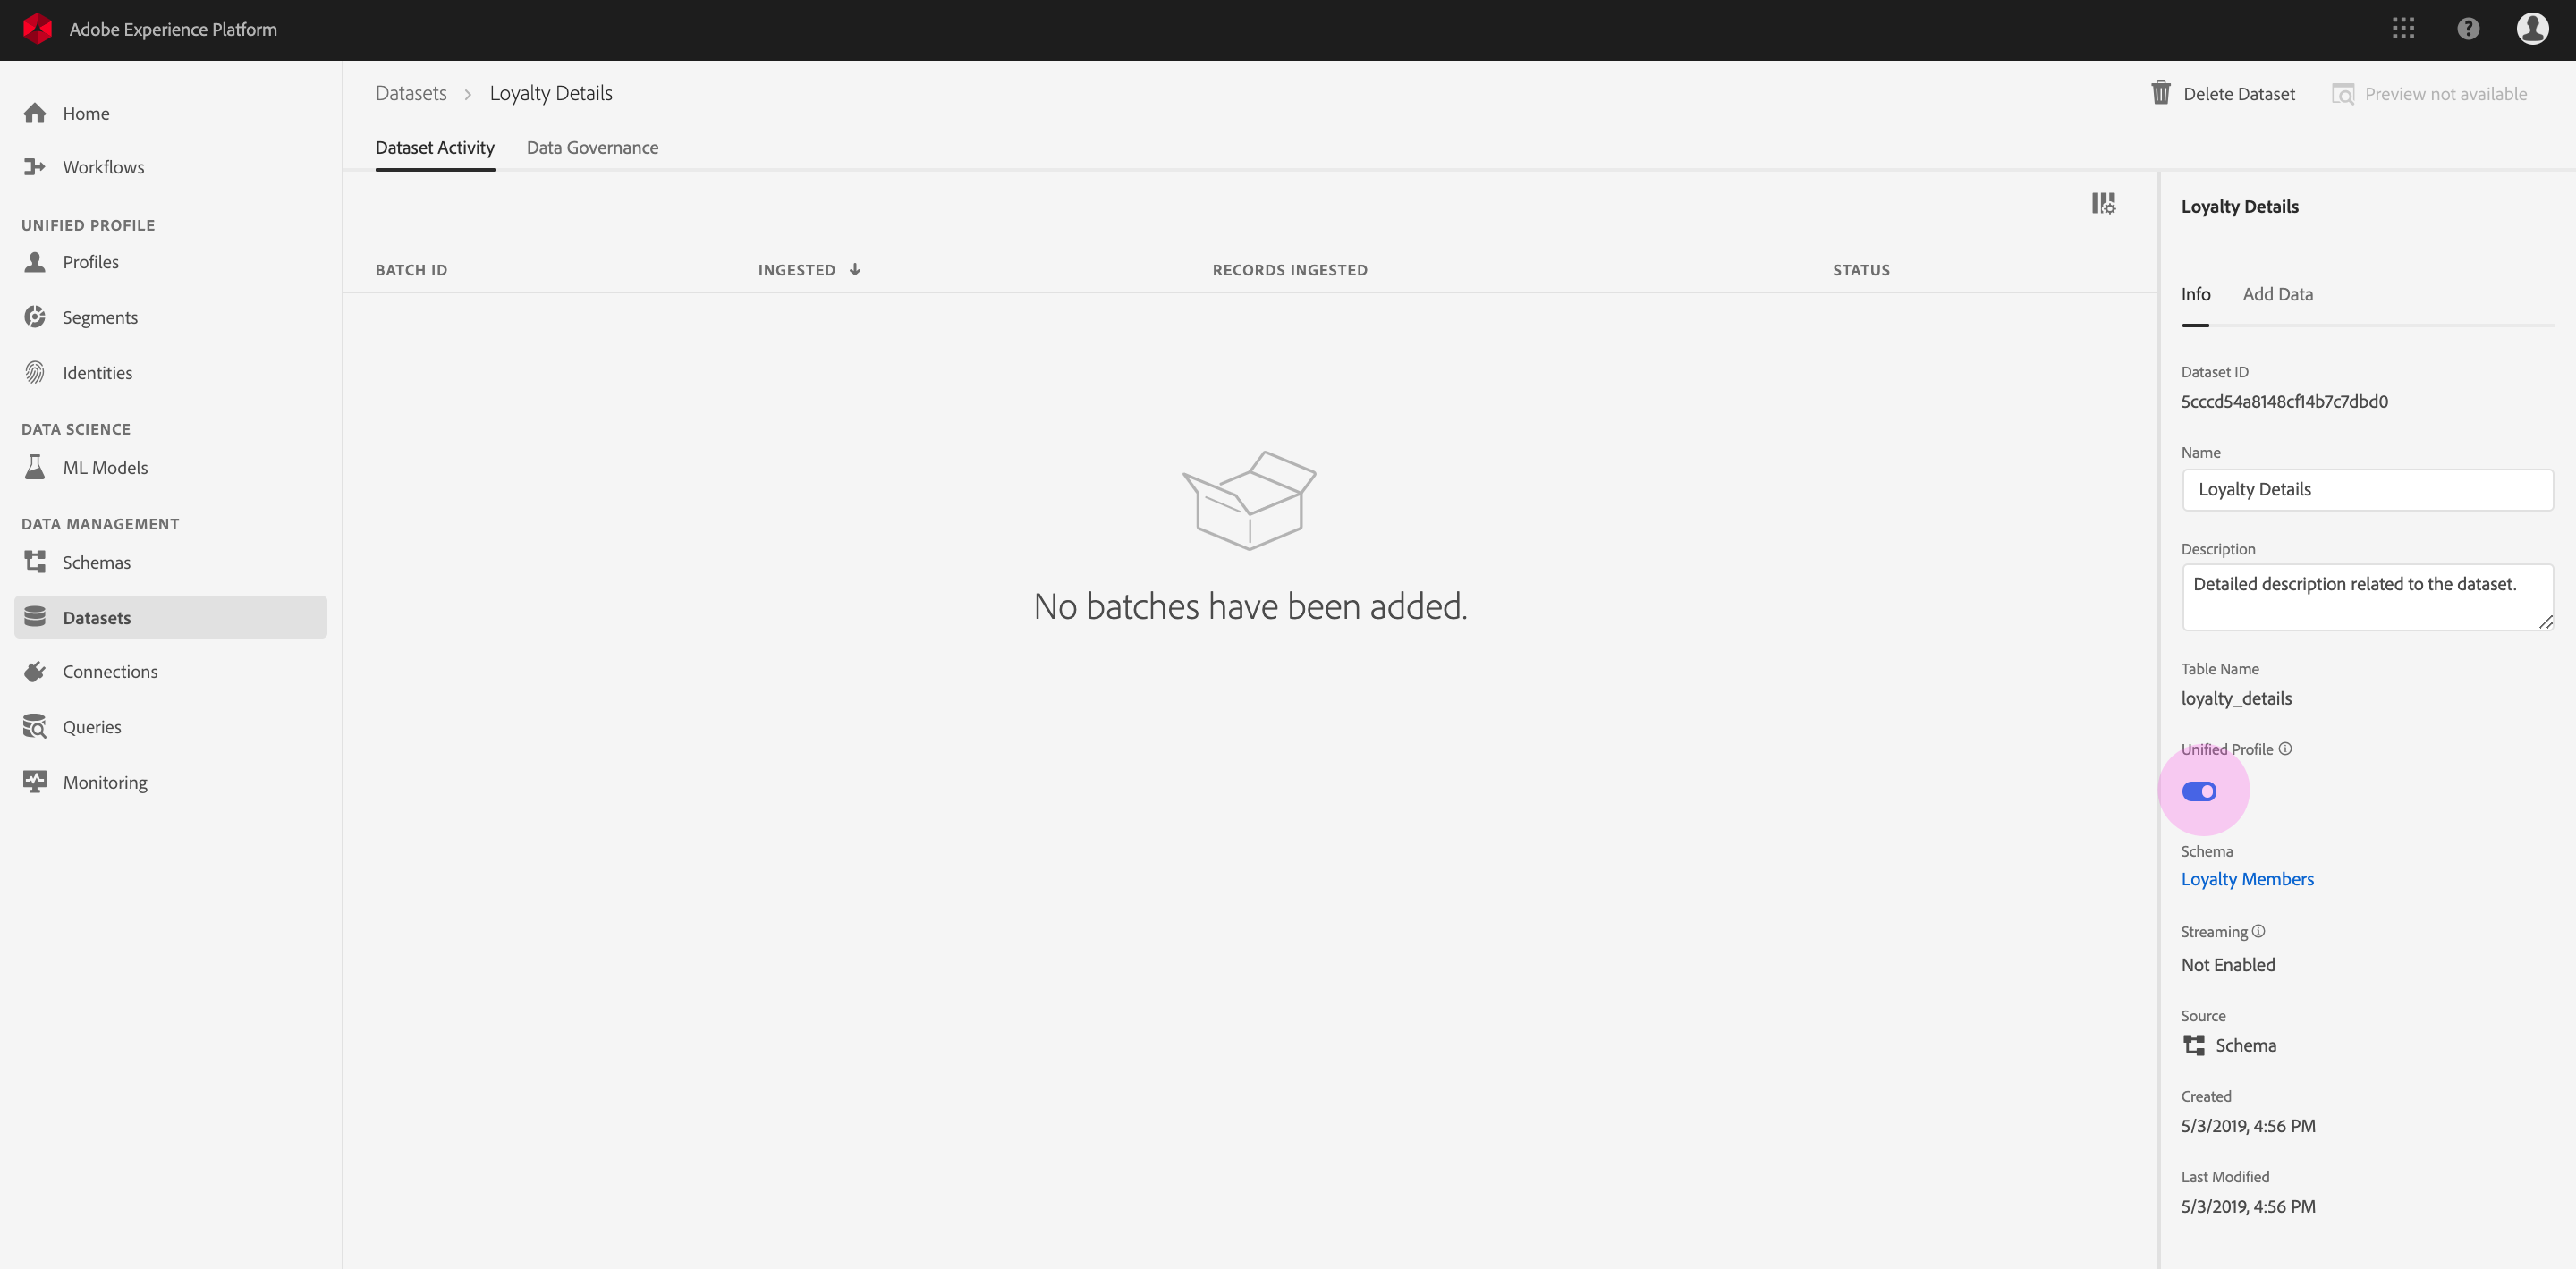 Adobe Experience Platform
Home
Workflows
UNIFIED PROFILE
Profiles
Segments
Identities
DATA SCIENCE
ML Models
DATA MANAGEMENT
Schemas
Datasets
Connections
Queries
Monitoring
Datasets > Loyalty Details
Delete Dataset
Preview not available
Dataset Activity
Data Governance
BATCH ID
INGESTED
RECORDS INGESTED
STATUS
No batches have been added.
Loyalty Details
Info
Add Data
Dataset ID
5cccd54a8148cf14b7c7dbd0
Name
Loyalty Details
Description
Detailed description related to the dataset.
Table Name
loyalty_details
Unified Profile
Schema
Loyalty Members
Streaming
Not Enabled
Source
Schema
Created
5/3/2019, 4:56 PM
Last Modified
5/3/2019, 4:56 PM